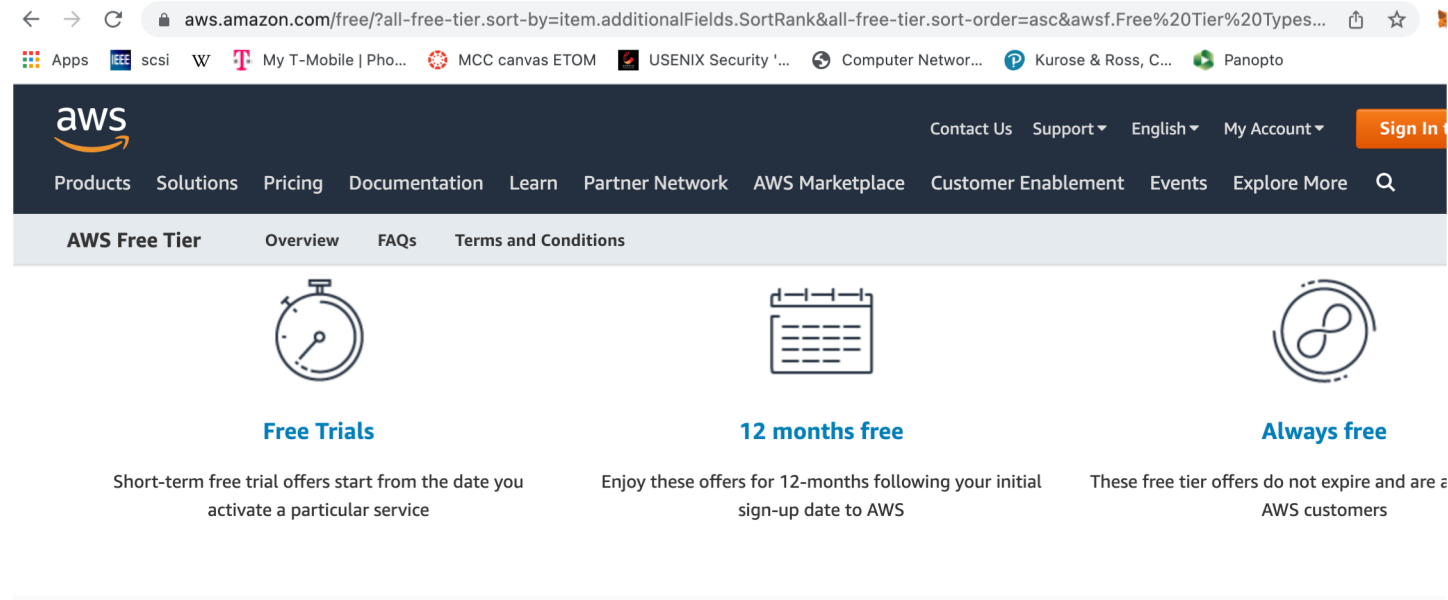 aws.amazon.com/free/?all-free-tier.sort-by=item.additionalFields.SortRank&all-free-tier.sort-order=asc&awsf.Free%20Tier%20Types...
Apps IEEE scsi W T My T-Mobile | Pho... MCC canvas ETOM USENIX Security '... Computer Networ... Kurose & Ross, C... Panopto
aws
Contact Us Support English My Account Sign In
Products Solutions Pricing Documentation Learn Partner Network AWS Marketplace Customer Enablement Events Explore More
AWS Free Tier Overview FAQs Terms and Conditions
Free Trials
Short-term free trial offers start from the date you
activate a particular service
12 months free
Enjoy these offers for 12-months following your initial
sign-up date to AWS
Always free
These free tier offers do not expire and are
AWS customers